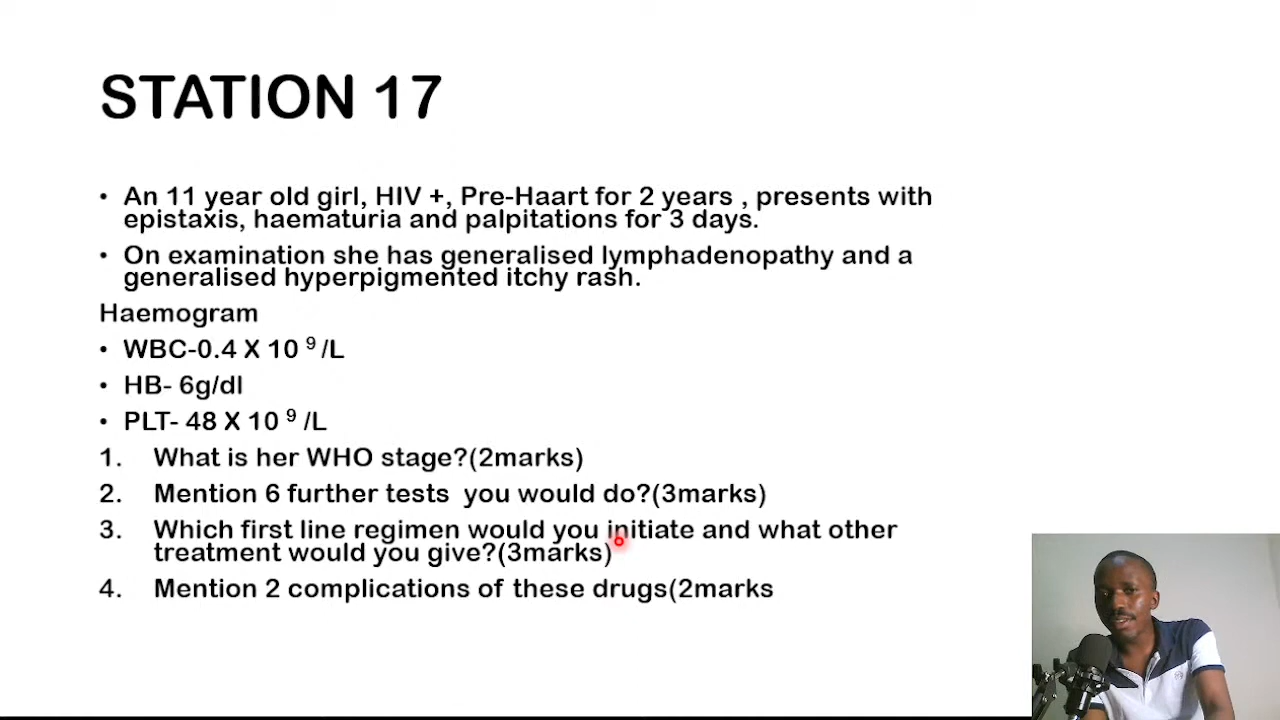 STATION 17
• An 11 year old girl, HIV +, Pre-Haart for 2 years , presents with
epistaxis, haematuria and palpitations for 3 days.
• On examination she has generalised lymphadenopathy and a
generalised hyperpigmented itchy rash.
Haemogram
• WBC-0.4 X 10 ⁹ /L
• HB- 6g/dl
• PLT- 48 X 10 ⁹ /L
1. What is her WHO stage?(2marks)
2. Mention 6 further tests you would do?(3marks)
3. Which first line regimen would you initiate and what other
treatment would you give?(3marks)
4. Mention 2 complications of these drugs(2marks